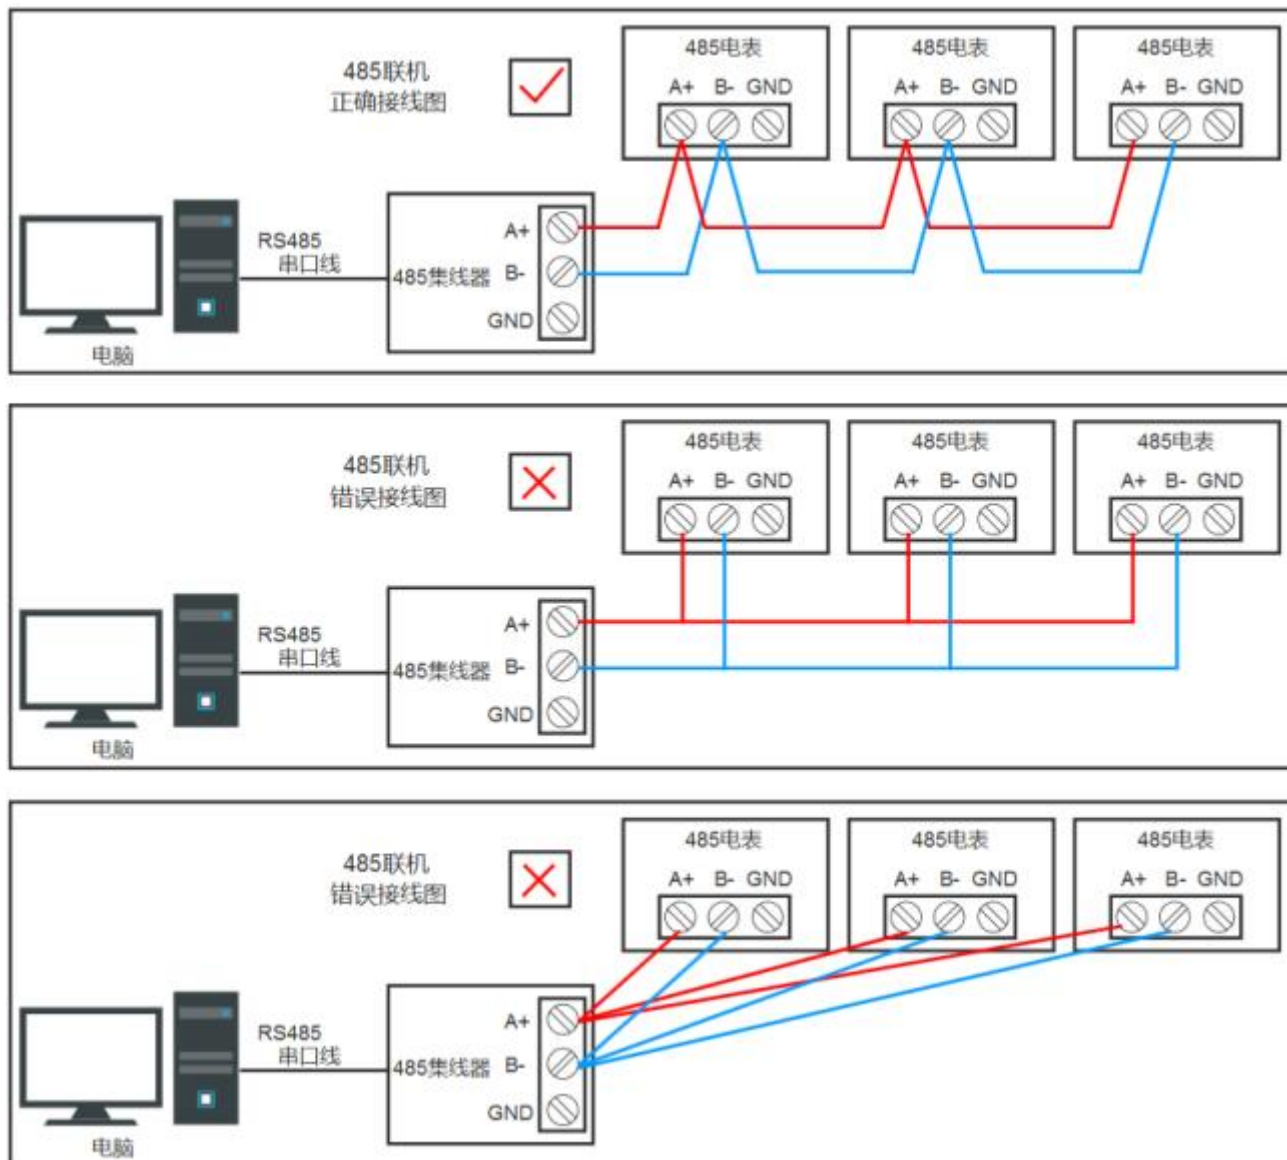 485电表 485电表 485电表
485联机
正确接线图
A+ B- GND A+ B- GND A+ B- GND
RS485
串口线
A+
485集线器 B-
GND
电脑
485电表 485电表 485电表
485联机
错误接线图
A+ B- GND A+ B- GND A+ B- GND
RS485
串口线
A+
485集线器 B-
GND
电脑
485电表 485电表 485电表
485联机
错误接线图
A+ B- GND A+ B- GND A+ B- GND
RS485
串口线
A+
485集线器 B-
GND
电脑